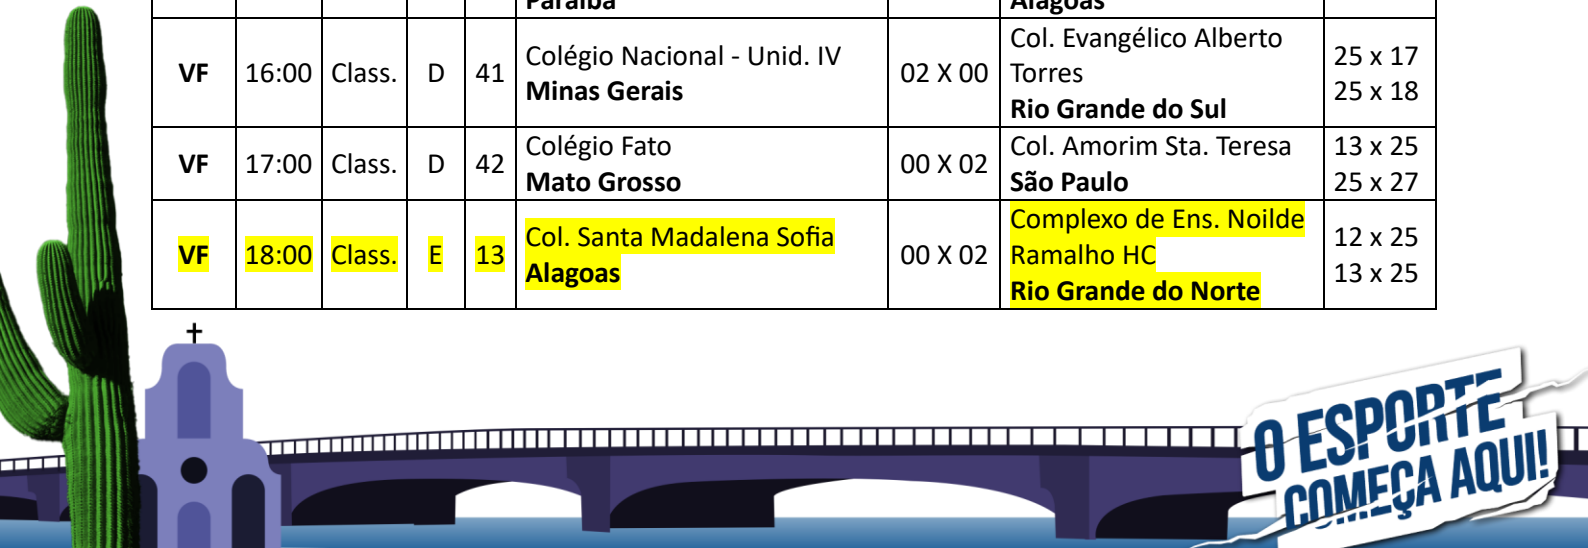 Paraíba Alagoas
VF 16:00 Class. D 41 Colégio Nacional - Unid. IV
Minas Gerais 02 X 00 Col. Evangélico Alberto
Torres
Rio Grande do Sul 25 x 17
25 x 18
VF 17:00 Class. D 42 Colégio Fato
Mato Grosso 00 X 02 Col. Amorim Sta. Teresa
São Paulo 13 x 25
25 x 27
VF 18:00 Class. E 13 Col. Santa Madalena Sofia
Alagoas 00 X 02 Complexo de Ens. Noilde
Ramalho HC
Rio Grande do Norte 12 x 25
13 x 25
O ESPORTE
COMEÇA AQUI!